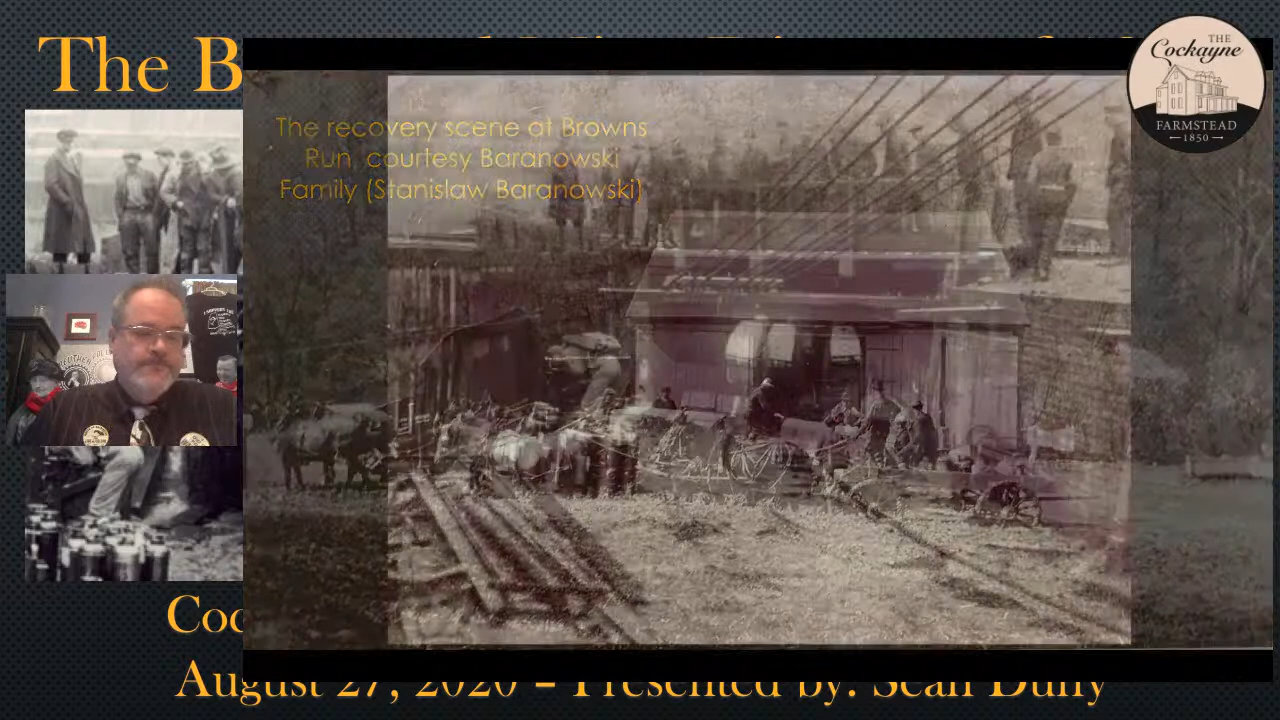 The B
THE
Cockayne
FARMSTEAD
1850
The recovery scene at Browns
Run, courtesy Baranowski
Family (Stanislaw Baranowski)
Coc
August 27, 2020 – Presented by: Sean Duffy